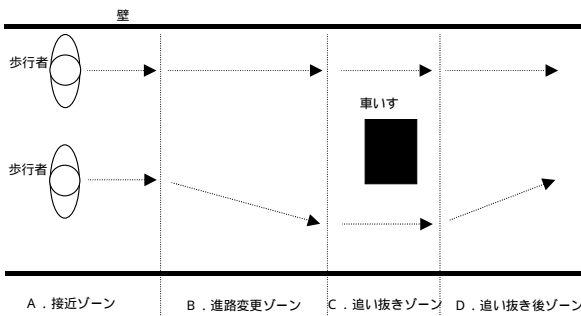 壁
歩行者
車いす
歩行者
A．接近ゾーン
B．進路変更ゾーン
C．追い抜きゾーン
D．追い抜き後ゾーン